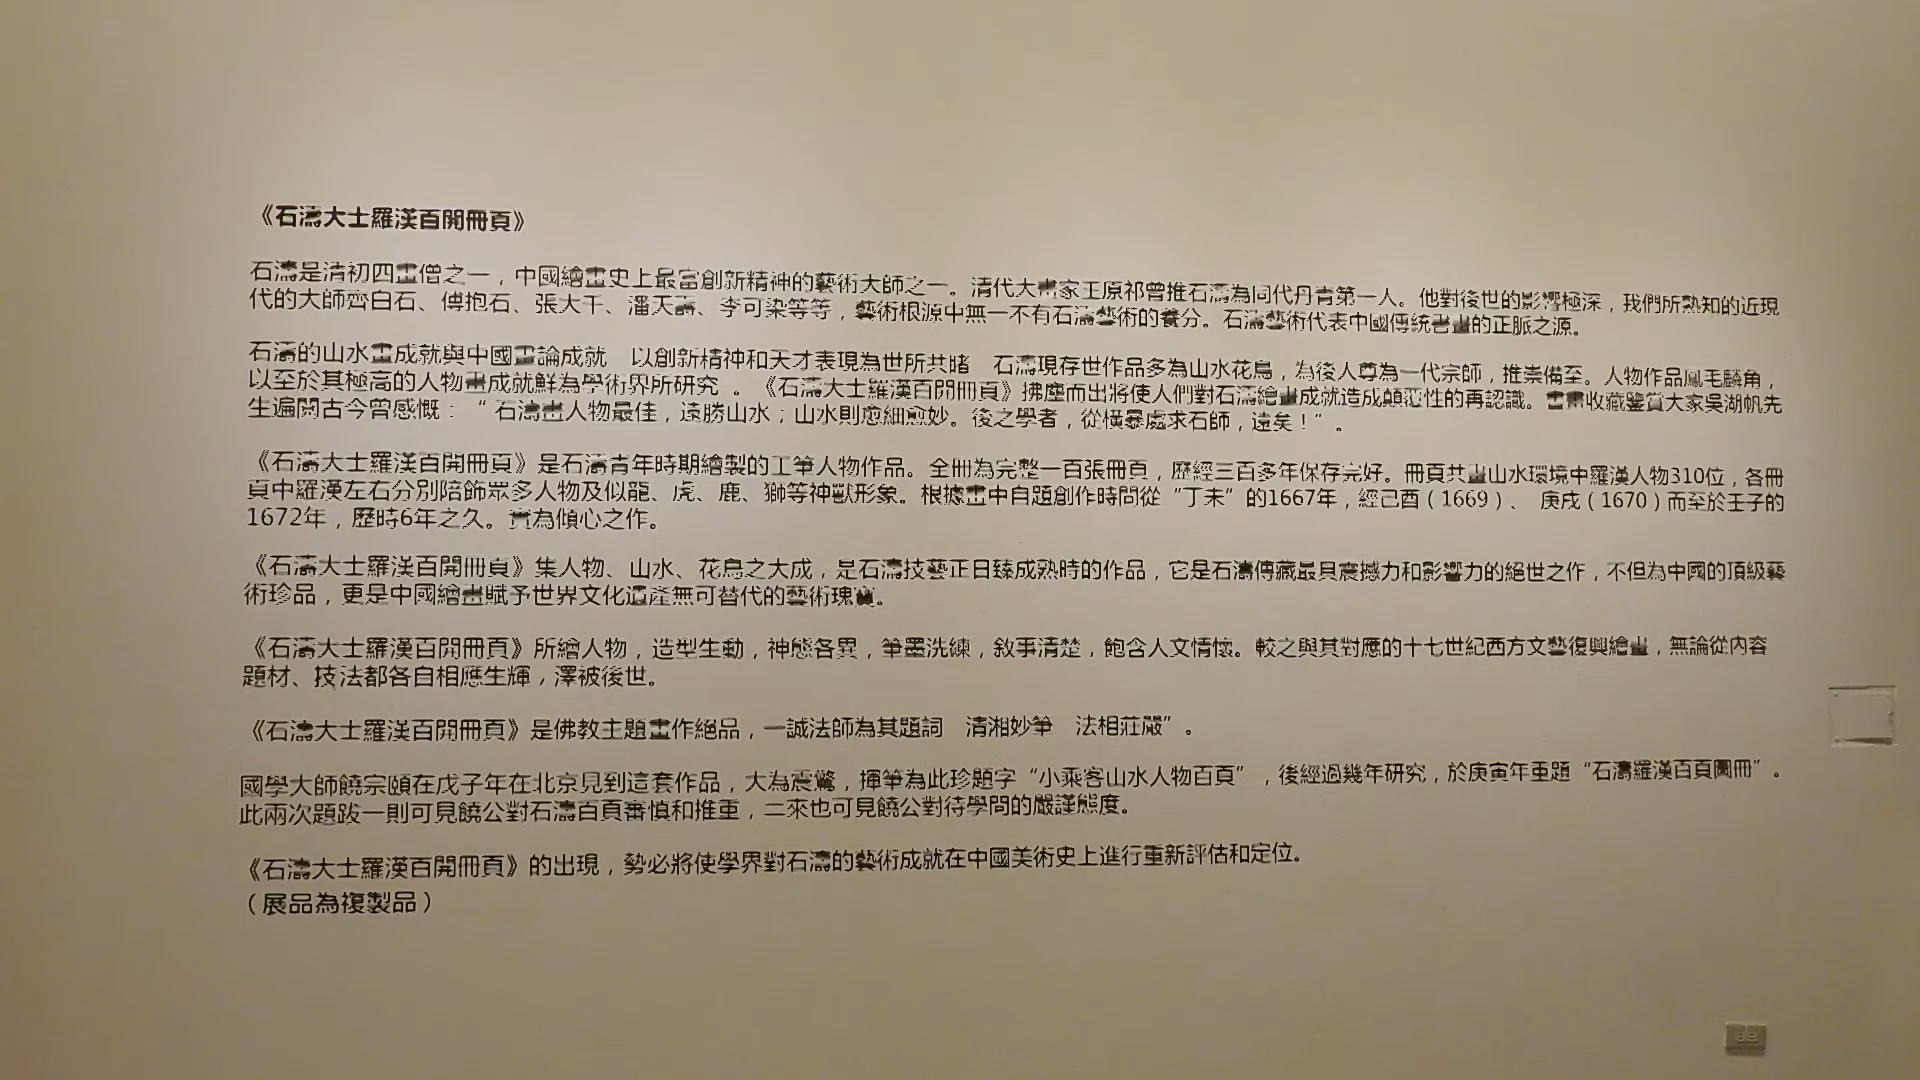 《石濤大士羅漢百開冊頁》
石濤是清初四畫僧之一，中國繪畫史上最富創新精神的藝術大師之一。清代大畫家王原祁曾推石濤為同代丹青第一人。他對後世的影響極深，我們所熟知的近現
代的大師齊白石、傅抱石、張大千、潘天壽、李可染等等，藝術根源中無一不有石濤藝術的養分。石濤藝術代表中國傳統書畫的正脈之源。
石濤的山水畫成就與中國畫論成就　以創新精神和天才表現為世所共睹　石濤現存世作品多為山水花鳥，為後人尊為一代宗師，推崇備至。人物作品鳳毛麟角，
以至於其極高的人物畫成就鮮為學術界所研究 。《石濤大士羅漢百開冊頁》拂塵而出將使人們對石濤繪畫成就造成顛覆性的再認識。書畫收藏鑒賞大家吳湖帆先
生遍閱古今曾感慨：“石濤畫人物最佳，遠勝山水；山水則愈細愈妙。後之學者，從橫暴處求石師，遠矣！”。
《石濤大士羅漢百開冊頁》是石濤青年時期繪製的工筆人物作品。全冊為完整一百張冊頁，歷經三百多年保存完好。冊頁共畫山水環境中羅漢人物310位，各冊
頁中羅漢左右分別陪飾眾多人物及似龍、虎、鹿、獅等神獸形象。根據畫中自題創作時間從“丁未”的1667年，經己酉（1669）、 庚戌（1670）而至於壬子的
1672年，歷時6年之久。實為傾心之作。
《石濤大士羅漢百開冊頁》集人物、山水、花鳥之大成，是石濤技藝正日臻成熟時的作品，它是石濤傳藏最具震撼力和影響力的絕世之作，不但為中國的頂級藝
術珍品，更是中國繪畫賦予世界文化遺產無可替代的藝術瑰寶。
《石濤大士羅漢百開冊頁》所繪人物，造型生動，神態各異，筆墨洗練，敘事清楚，飽含人文情懷。較之與其對應的十七世紀西方文藝復興繪畫，無論從內容
題材、技法都各自相應生輝，澤被後世。
《石濤大士羅漢百開冊頁》是佛教主題畫作絕品，一誠法師為其題詞　清湘妙筆　法相莊嚴”。
國學大師饒宗頤在戊子年在北京見到這套作品，大為震驚，揮筆為此珍題字“小乘客山水人物百頁”，後經過幾年研究，於庚寅年重題“石濤羅漢百頁圖冊”。
此兩次題跋一則可見饒公對石濤百頁審慎和推重，二來也可見饒公對待學問的嚴謹態度。
《石濤大士羅漢百開冊頁》的出現，勢必將使學界對石濤的藝術成就在中國美術史上進行重新評估和定位。
（展品為複製品）